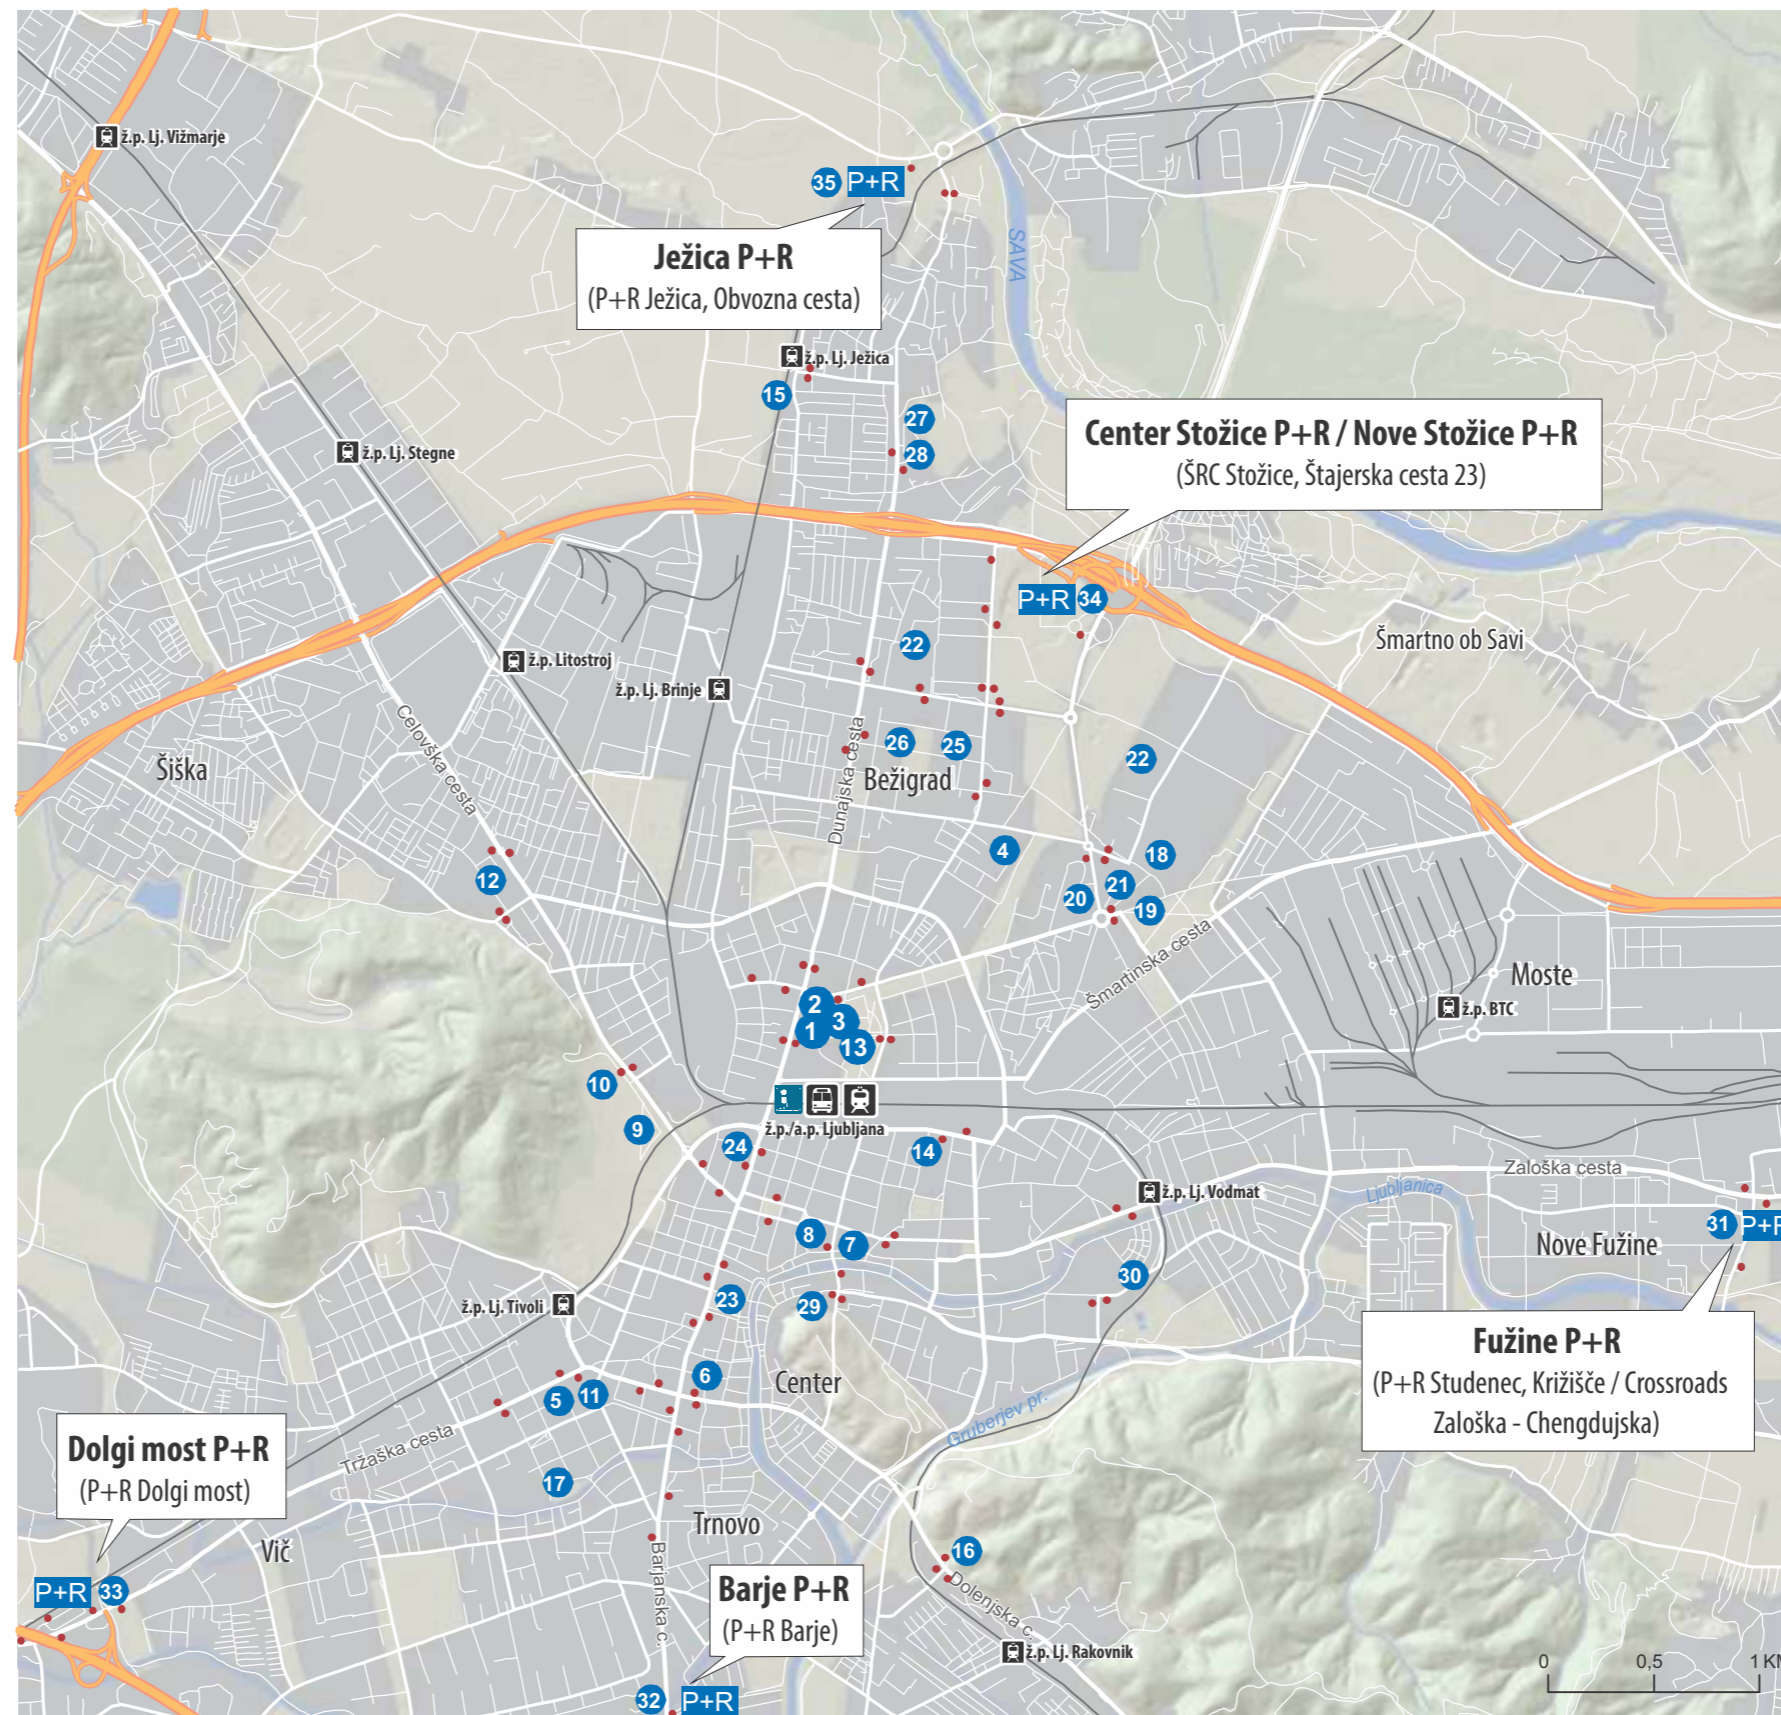 ž.p. Lj. Vižmarje
35 P+R
SAVA
Ježica P+R
(P+R Ježica, Obvozna cesta)
ž.p. Lj. Ježica
15
27
28
Center Stožice P+R / Nove Stožice P+R
(ŠRC Stožice, Štajerska cesta 23)
ž.p. Lj. Stegne
P+R 34
Šmartno ob Savi
22
ž.p. Litostroj
ž.p. Lj. Brinje
Celovška cesta
Šiška
Dunajska cesta
26
25
22
Bežigrad
4
18
12
21
20
19
Šmartinska cesta
Moste
ž.p. BTC
2
3
1
13
10
9
ž.p./a.p. Ljubljana
24
14
Zaloška cesta
ž.p. Lj. Vodmat
Ljubljanica
31 P+R
8
7
Nove Fužine
30
ž.p. Lj. Tivoli
23
29
Fužine P+R
(P+R Studenec, Križišče / Crossroads
Zaloška - Chengdujska)
6
Center
5
11
Gruberjev pr.
Dolgi most P+R
(P+R Dolgi most)
Tržaška cesta
17
Trnovo
Vič
16
Barjanska c.
Dolenjska c.
P+R 33
Barje P+R
(P+R Barje)
ž.p. Lj. Rakovnik
32 P+R
0 0,5 1 KM